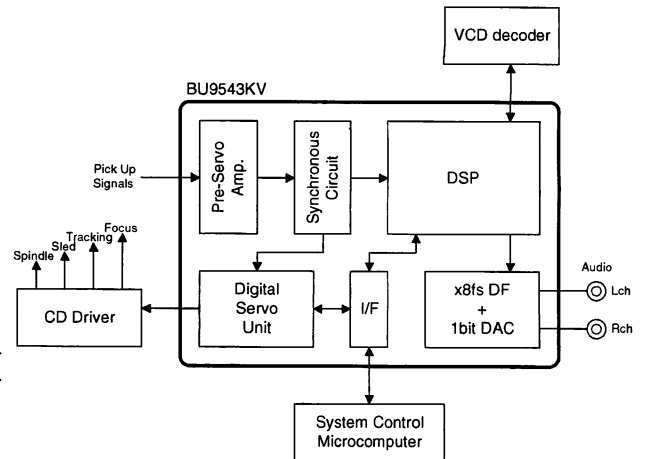 VCD decoder
BU9543KV
Pick Up
Signals
Pre-Servo
Amp.
Synchronous
Circuit
DSP
Focus
Tracking
Sled
Spindle
CD Driver
Digital
Servo
Unit
I/F
x8fs DF
+
1bit DAC
Audio
Lch
Rch
System Control
Microcomputer